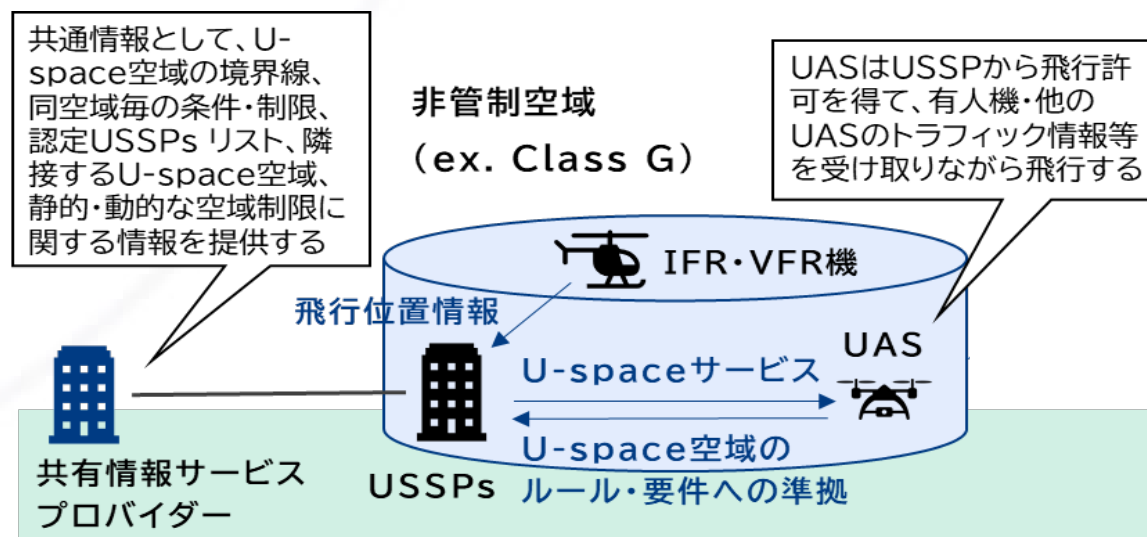 共通情報として、U-
space空域の境界線、
同空域毎の条件・制限、
認定USSPs リスト、隣
接するU-space空域、
静的・動的な空域制限に
関する情報を提供する
非管制空域
(ex. Class G)
UASはUSSPから飛行許
可を得て、有人機・他の
UASのトラフィック情報等
を受け取りながら飛行する
IFR・VFR機
飛行位置情報
UAS
U-spaceサービス
U-space空域の
ルール・要件への準拠
USSPs
共有情報サービス
プロバイダー